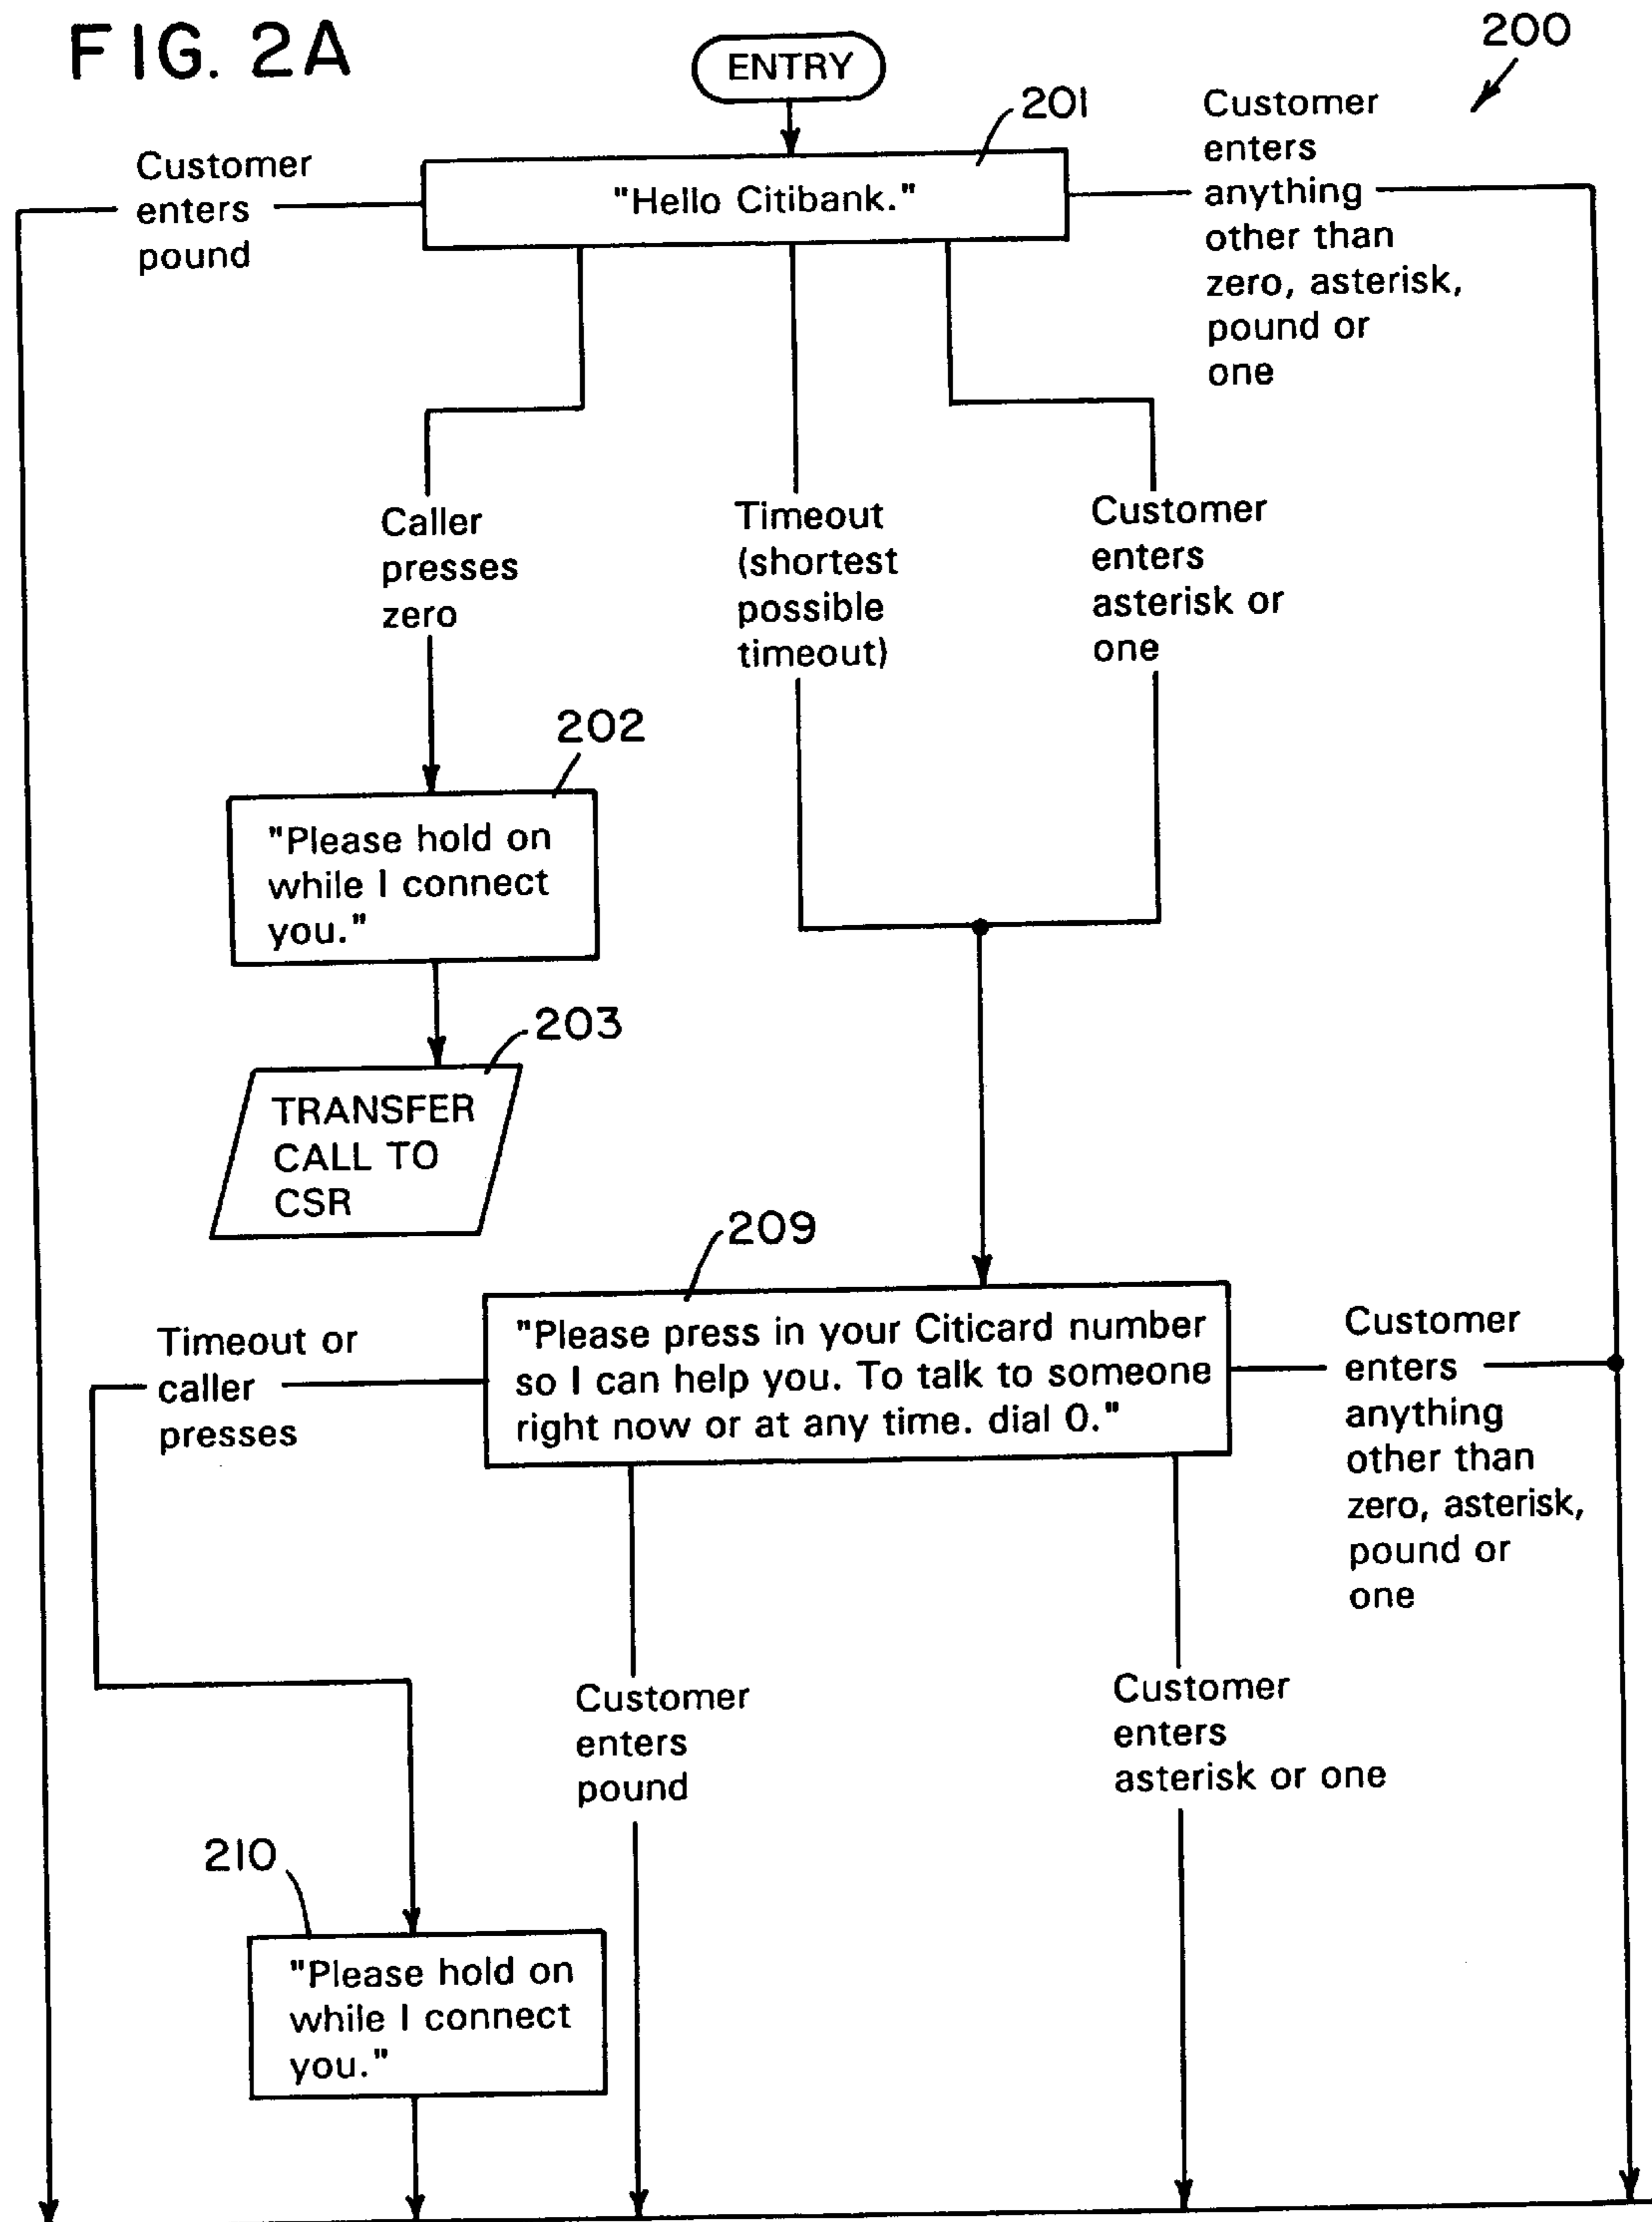 FIG. 2A
200
ENTRY
201
Customer
enters
pound
"Hello Citibank."
Customer
enters
anything
other than
zero, asterisk,
pound or
one
Caller
presses
zero
Timeout
(shortest
possible
timeout)
Customer
enters
asterisk or
one
202
"Please hold on
while I connect
you."
203
TRANSFER
CALL TO
CSR
209
Timeout or
caller
presses
"Please press in your Citicard number
so I can help you. To talk to someone
right now or at any time. dial 0."
Customer
enters
anything
other than
zero, asterisk,
pound or
one
Customer
enters
pound
Customer
enters
asterisk or one
210
"Please hold on
while I connect
you."